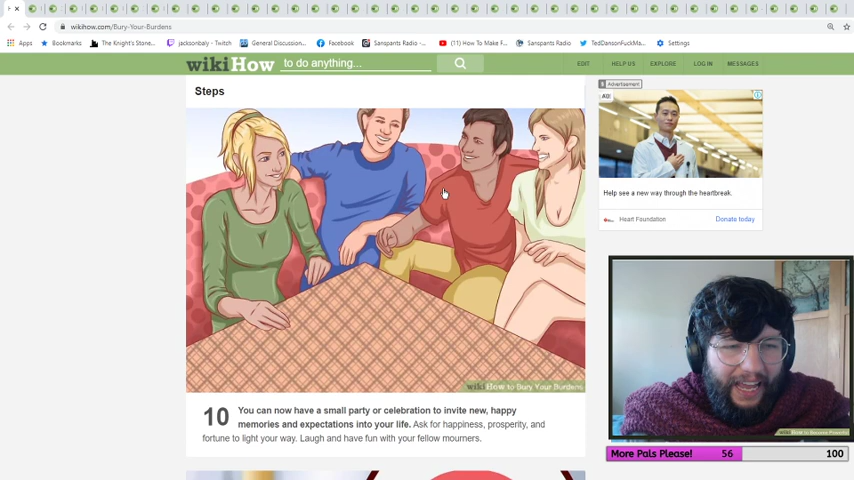 wikihow.com/Bury-Your-Burdens
Apps
Bookmarks
The Knight's Stone...
jacksonbaly - Twitch
General Discussion...
Facebook
Sanspants Radio -...
(11) How To Make F...
Sanspants Radio
TedDansonFuckMa...
Settings
wikiHow
to do anything...
EDIT
HELP US
EXPLORE
LOG IN
MESSAGES
Steps
Advertisement
AD
Help see a new way through the heartbreak.
Heart Foundation
Donate today
wikiHow to Bury Your Burdens
10 You can now have a small party or celebration to invite new, happy
memories and expectations into your life. Ask for happiness, prosperity, and
fortune to light your way. Laugh and have fun with your fellow mourners.
More Pals Please!
56
100